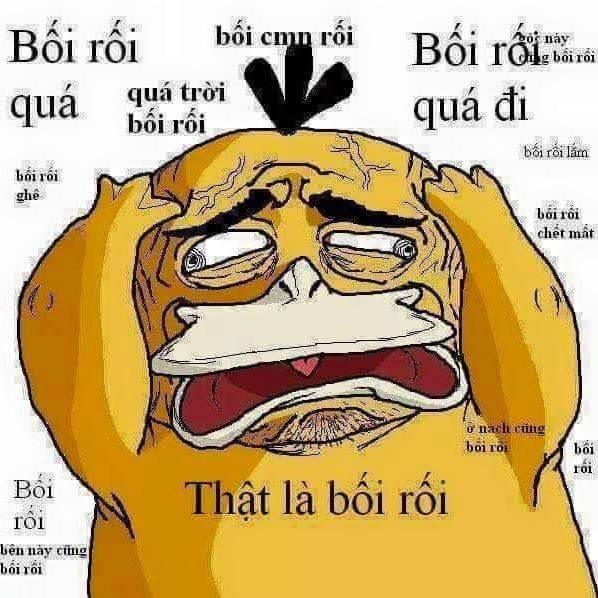 Bối rối
quá
bối cmn rối
quá trời
bối rối
Bối rối
quá đi
góc này
cũng bối rối
bối rối lắm
bối rối
ghê
bối rối
chết mất
ở nách cũng
bối rối
bối
rối
Bối
rối
Thật là bối rối
bên này cũng
bối rối